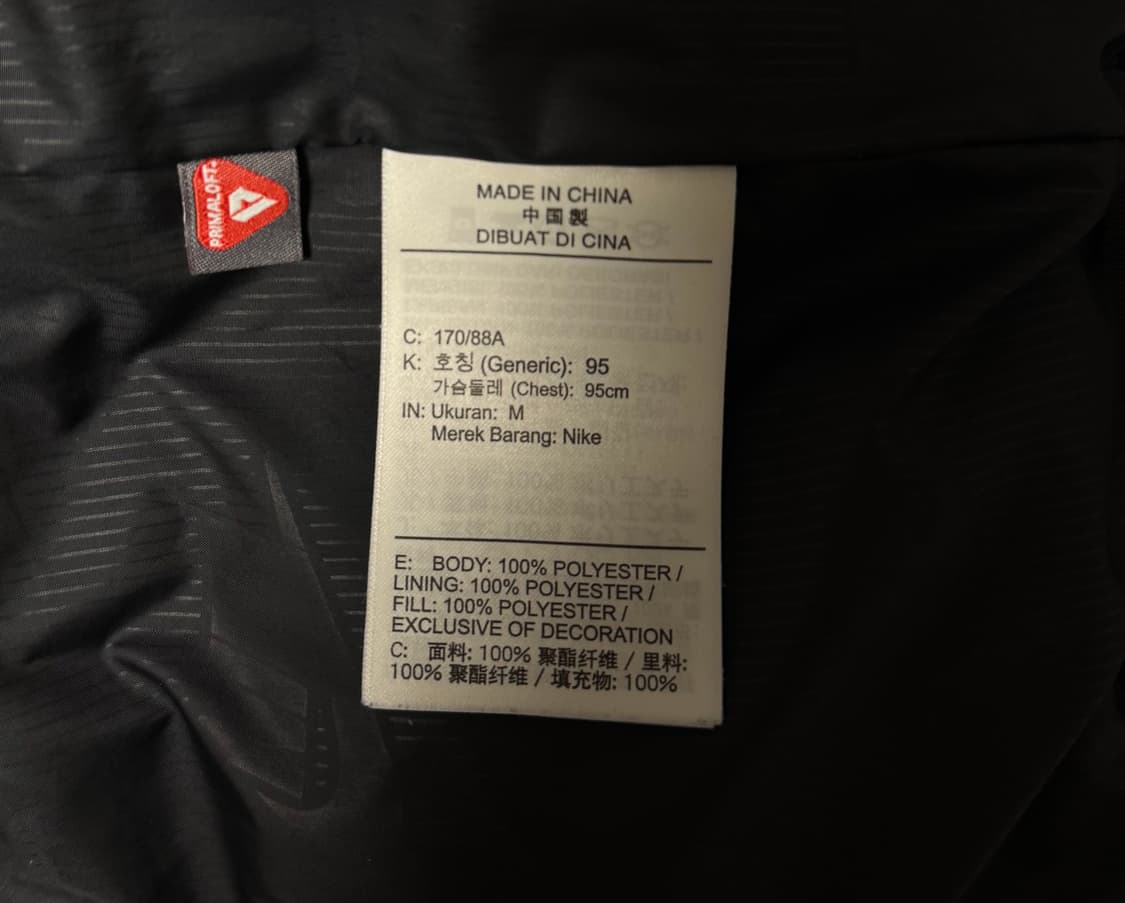 PRIMALOFT
MADE IN CHINA
中国製
DIBUAT DI CINA
C: 170/88A
K: 호칭 (Generic): 95
가슴둘레 (Chest): 95cm
IN: Ukuran: M
Merek Barang: Nike
E: BODY: 100% POLYESTER /
LINING: 100% POLYESTER /
FILL: 100% POLYESTER /
EXCLUSIVE OF DECORATION
C: 面料: 100% 聚酯纤维 / 里料:
100% 聚酯纤维 / 填充物: 100%